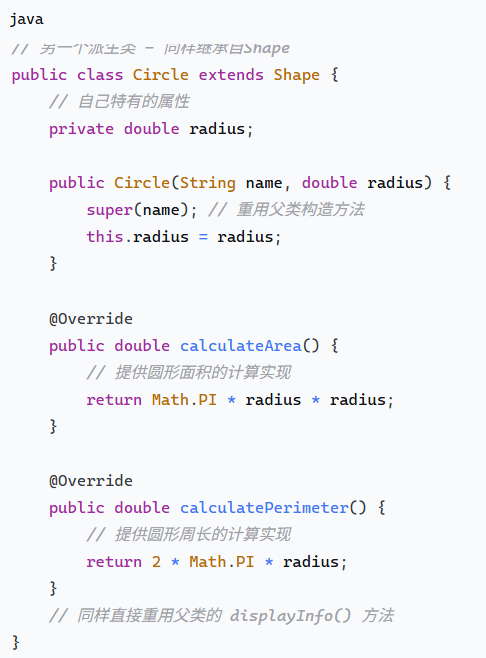 java
// 另一个派生类 — 同样继承自Shape
public class Circle extends Shape {
    // 自己特有的属性
    private double radius;

    public Circle(String name, double radius) {
        super(name); // 重用父类构造方法
        this.radius = radius;
    }

    @Override
    public double calculateArea() {
        // 提供圆形面积的计算实现
        return Math.PI * radius * radius;
    }

    @Override
    public double calculatePerimeter() {
        // 提供圆形周长的计算实现
        return 2 * Math.PI * radius;
    }
    // 同样直接重用父类的 displayInfo() 方法
}